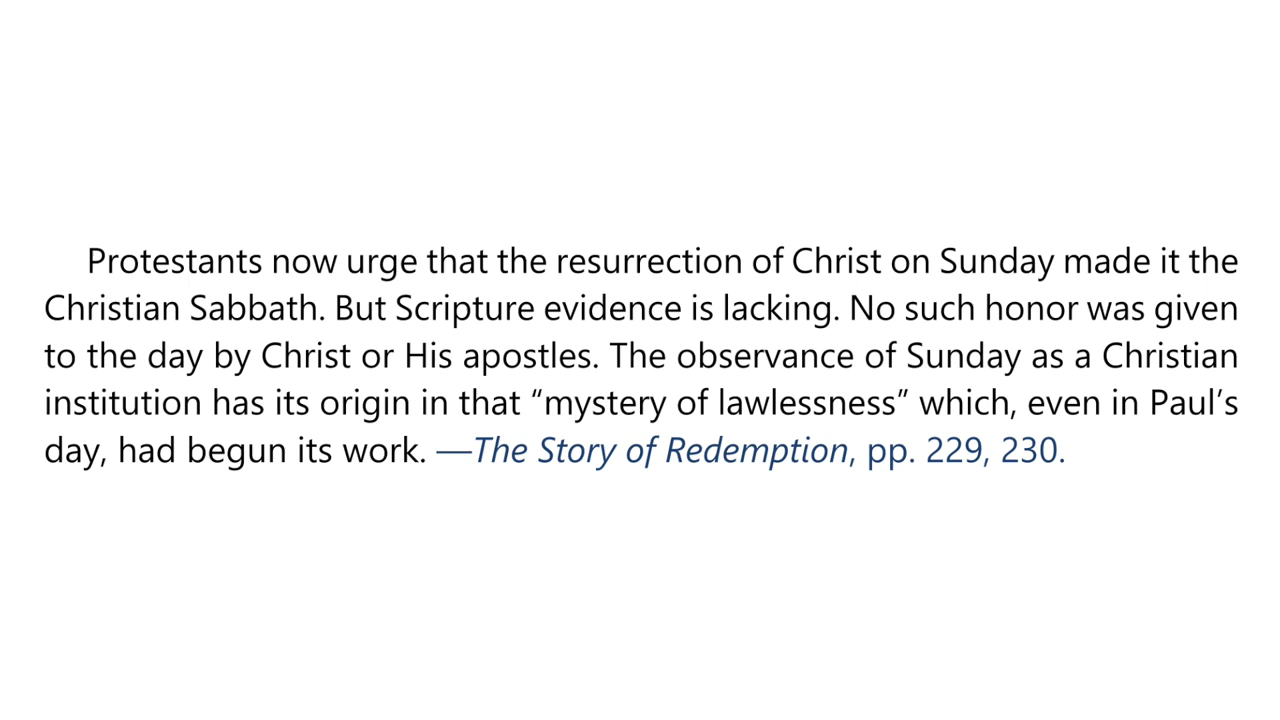 Protestants now urge that the resurrection of Christ on Sunday made it the
Christian Sabbath. But Scripture evidence is lacking. No such honor was given
to the day by Christ or His apostles. The observance of Sunday as a Christian
institution has its origin in that “mystery of lawlessness” which, even in Paul’s
day, had begun its work. —The Story of Redemption, pp. 229, 230.